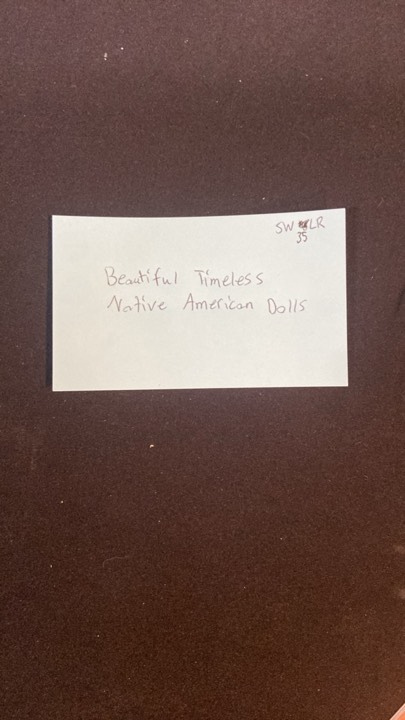 SW LR
35
Beautiful Timeless
Native American Dolls